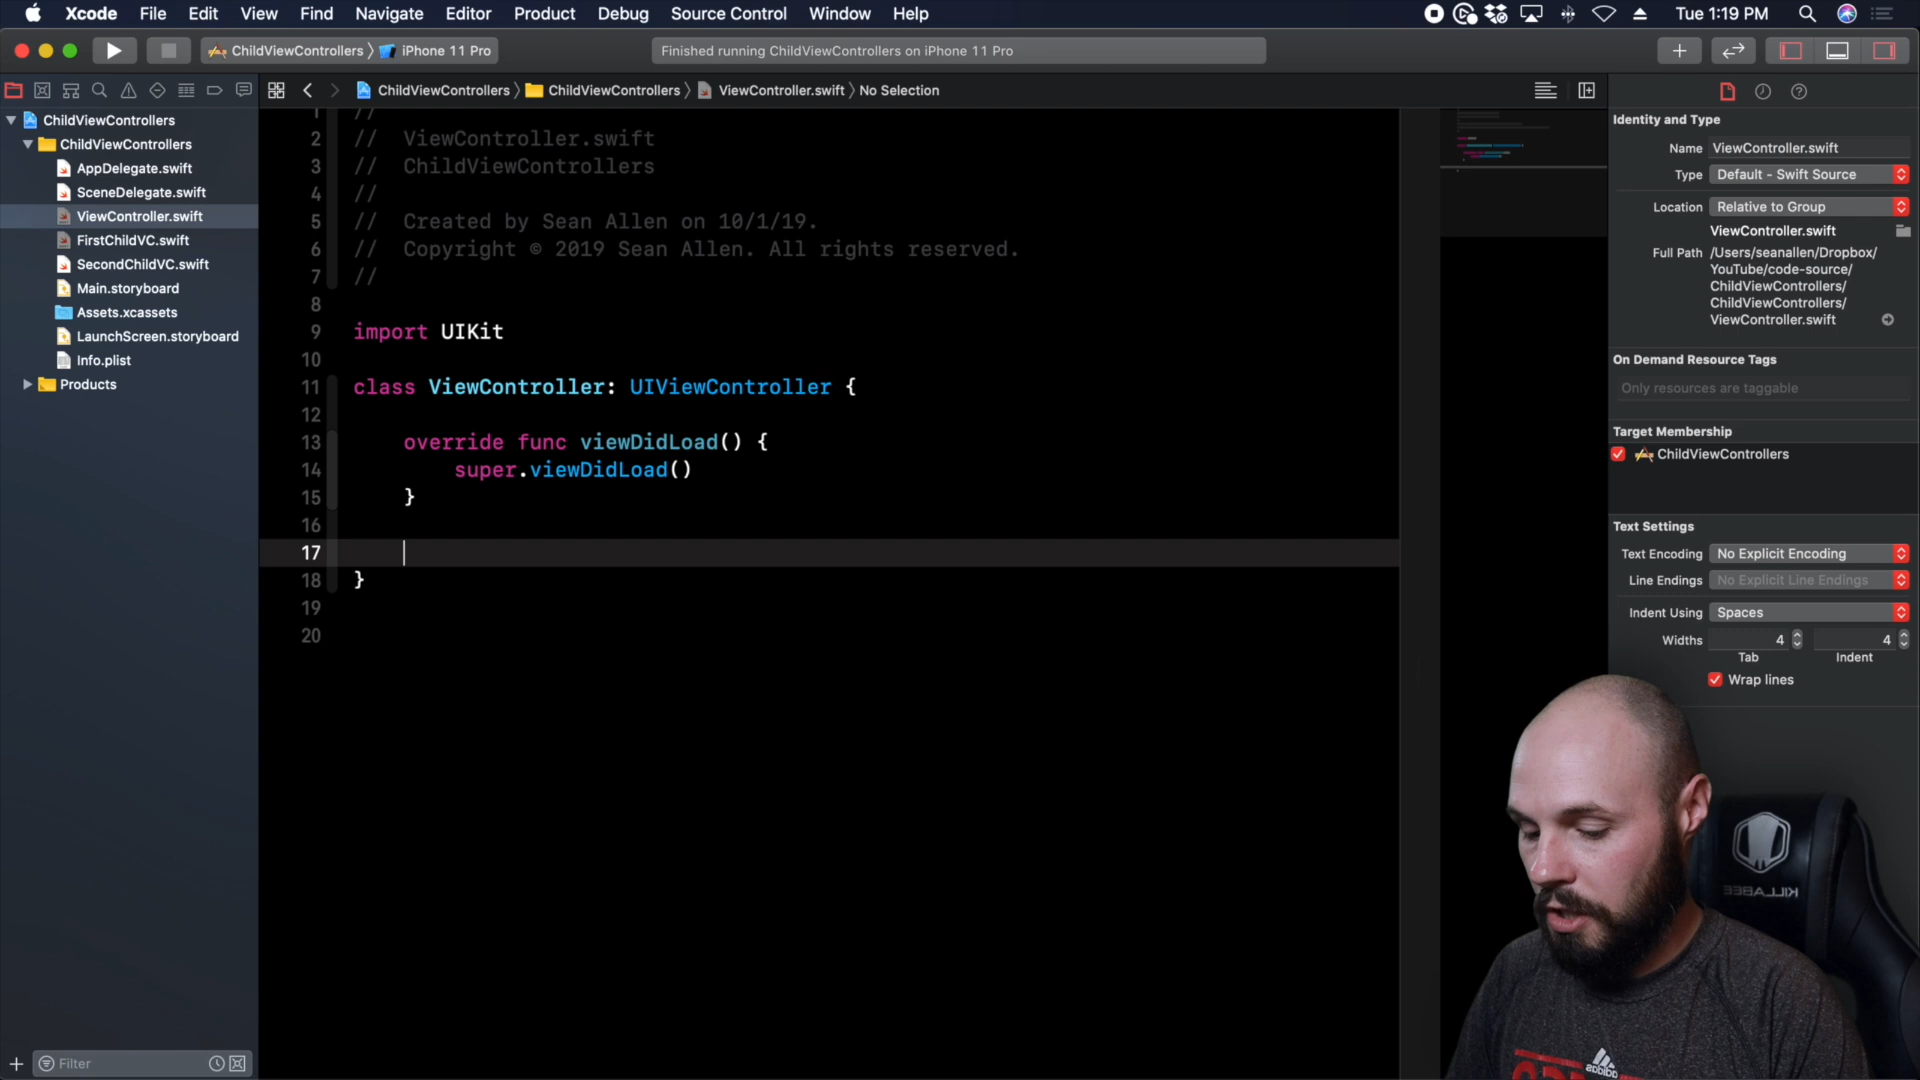 Xcode File Edit View Find Navigate Editor Product Debug Source Control Window Help Tue 1:19 PM
ChildViewControllers iPhone 11 Pro
Finished running ChildViewControllers on iPhone 11 Pro
ChildViewControllers ChildViewControllers ViewController.swift No Selection
ChildViewControllers
ChildViewControllers
AppDelegate.swift
SceneDelegate.swift
ViewController.swift
FirstChildVC.swift
SecondChildVC.swift
Main.storyboard
Assets.xcassets
LaunchScreen.storyboard
Info.plist
Products
Filter
1 //
2 // ViewController.swift
3 // ChildViewControllers
4 //
5 // Created by Sean Allen on 10/1/19.
6 // Copyright © 2019 Sean Allen. All rights reserved.
7 //
8
9 import UIKit
10
11 class ViewController: UIViewController {
12
13 override func viewDidLoad() {
14 super.viewDidLoad()
15 }
16
17
18 }
19
20
Identity and Type
Name ViewController.swift
Type Default - Swift Source
Location Relative to Group
ViewController.swift
Full Path /Users/seanallen/Dropbox/
YouTube/code-source/
ChildViewControllers/
ChildViewControllers/
ViewController.swift
On Demand Resource Tags
Only resources are taggable
Target Membership
ChildViewControllers
Text Settings
Text Encoding No Explicit Encoding
Line Endings No Explicit Line Endings
Indent Using Spaces
Widths 4 4
Tab Indent
Wrap lines
KILLABEE
adidas